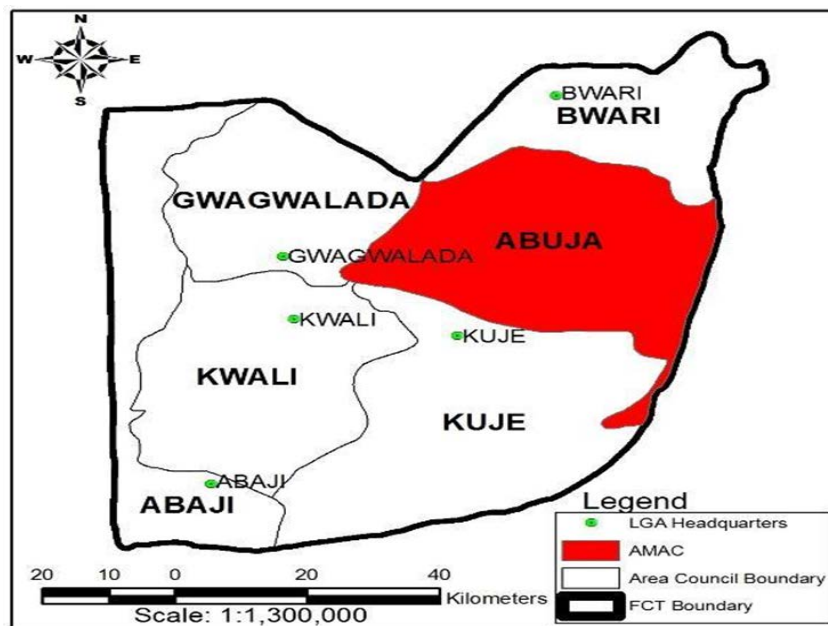 N
W E
S
BWARI
BWARI
GWAGWALADA
ABUJA
GWAGWALADA
KWALI
KUJE
KWALI
KUJE
ABAJI
ABAJI
Legend
LGA Headquarters
AMAC
Area Council Boundary
FCT Boundary
20 10 0 20 40
Kilometers
Scale: 1:1,300,000